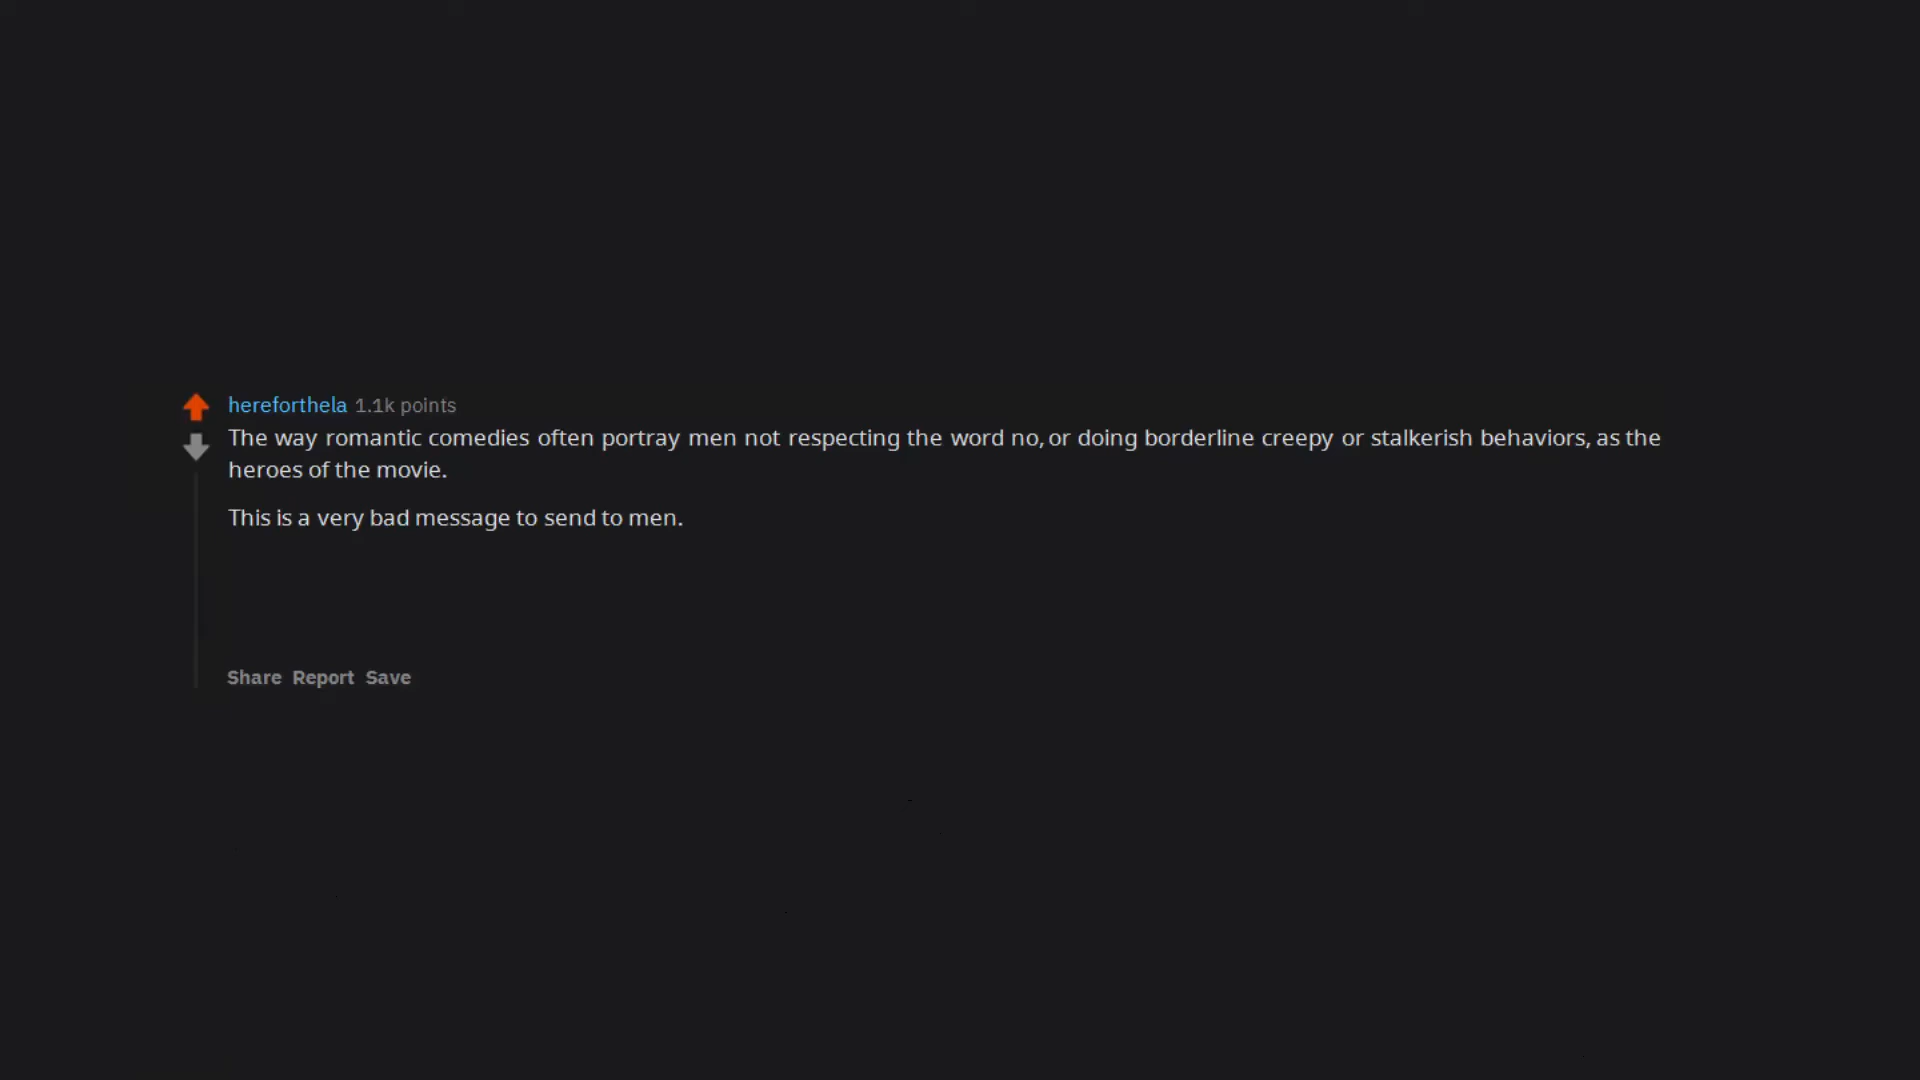 hereforthela 1.1k points
The way romantic comedies often portray men not respecting the word no, or doing borderline creepy or stalkerish behaviors, as the
heroes of the movie.
This is a very bad message to send to men.
Share Report Save